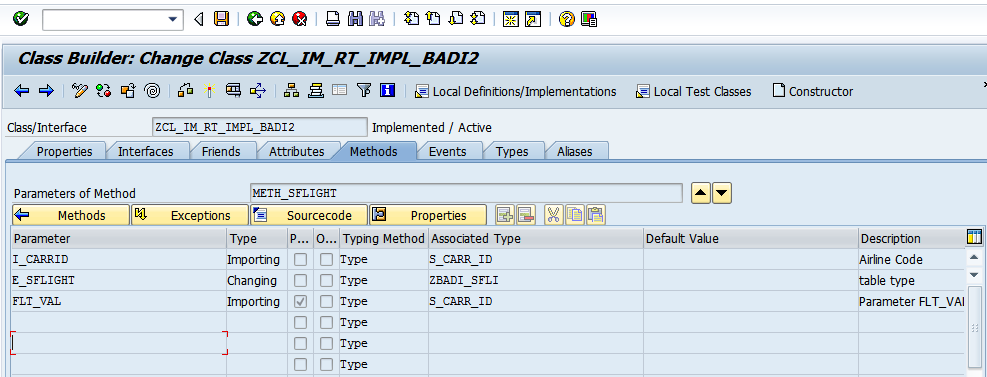 Class Builder: Change Class ZCL_IM_RT_IMPL_BADI2
Local Definitions/Implementations Local Test Classes Constructor
Class/Interface ZCL_IM_RT_IMPL_BADI2 Implemented / Active
Properties Interfaces Friends Attributes Methods Events Types Aliases
Parameters of Method METH_SFLIGHT
Methods Exceptions Sourcecode Properties
Parameter Type P... O... Typing Method Associated Type Default Value Description
I_CARRID Importing Type S_CARR_ID Airline Code
E_SFLIGHT Changing Type ZBADI_SFLI table type
FLT_VAL Importing Type S_CARR_ID Parameter FLT_VAL
Type
Type
Type